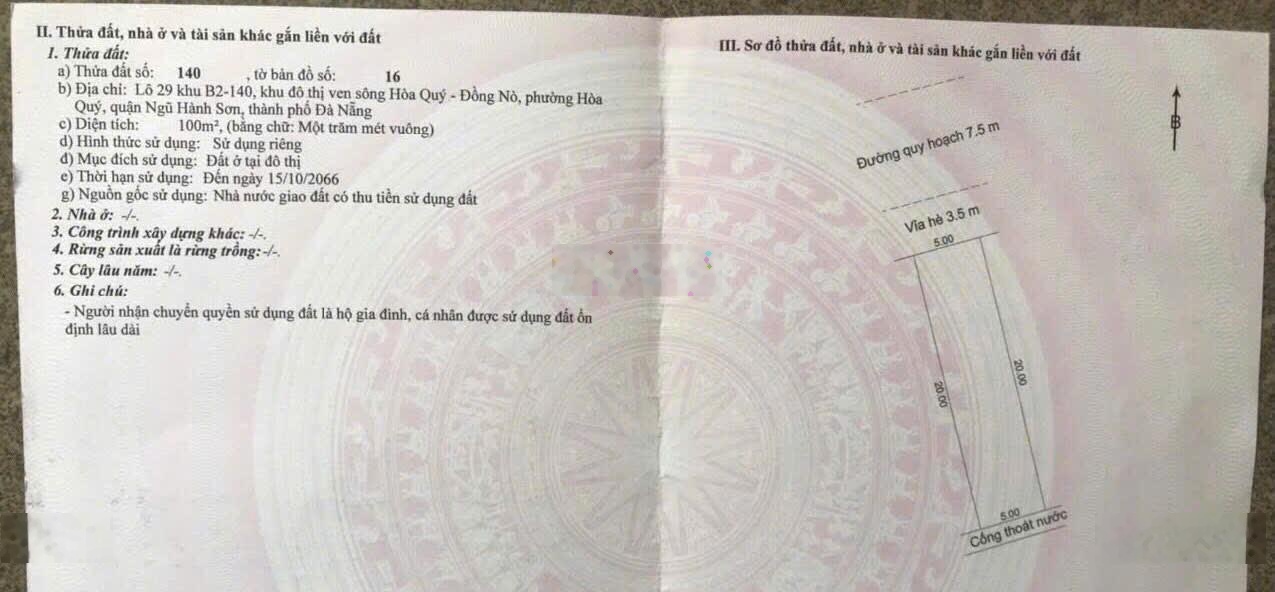 II. Thửa đất, nhà ở và tài sản khác gắn liền với đất
1. Thửa đất:
a) Thửa đất số: 140 , tờ bản đồ số: 16
b) Địa chỉ: Lô 29 khu B2-140, khu đô thị ven sông Hòa Quý - Đồng Nò, phường Hòa
Quý, quận Ngũ Hành Sơn, thành phố Đà Nẵng
c) Diện tích: 100m², (bằng chữ: Một trăm mét vuông)
d) Hình thức sử dụng: Sử dụng riêng
đ) Mục đích sử dụng: Đất ở tại đô thị
e) Thời hạn sử dụng: Đến ngày 15/10/2066
g) Nguồn gốc sử dụng: Nhà nước giao đất có thu tiền sử dụng đất
2. Nhà ở: -/-.
3. Công trình xây dựng khác: -/-.
4. Rừng sản xuất là rừng trồng: -/-.
5. Cây lâu năm: -/-.
6. Ghi chú:
- Người nhận chuyển quyền sử dụng đất là hộ gia đình, cá nhân được sử dụng đất ổn
định lâu dài
III. Sơ đồ thửa đất, nhà ở và tài sản khác gắn liền với đất
B
Đường quy hoạch 7.5 m
Vỉa hè 3.5 m
5.00
20.00
20.00
5.00
Cống thoát nước